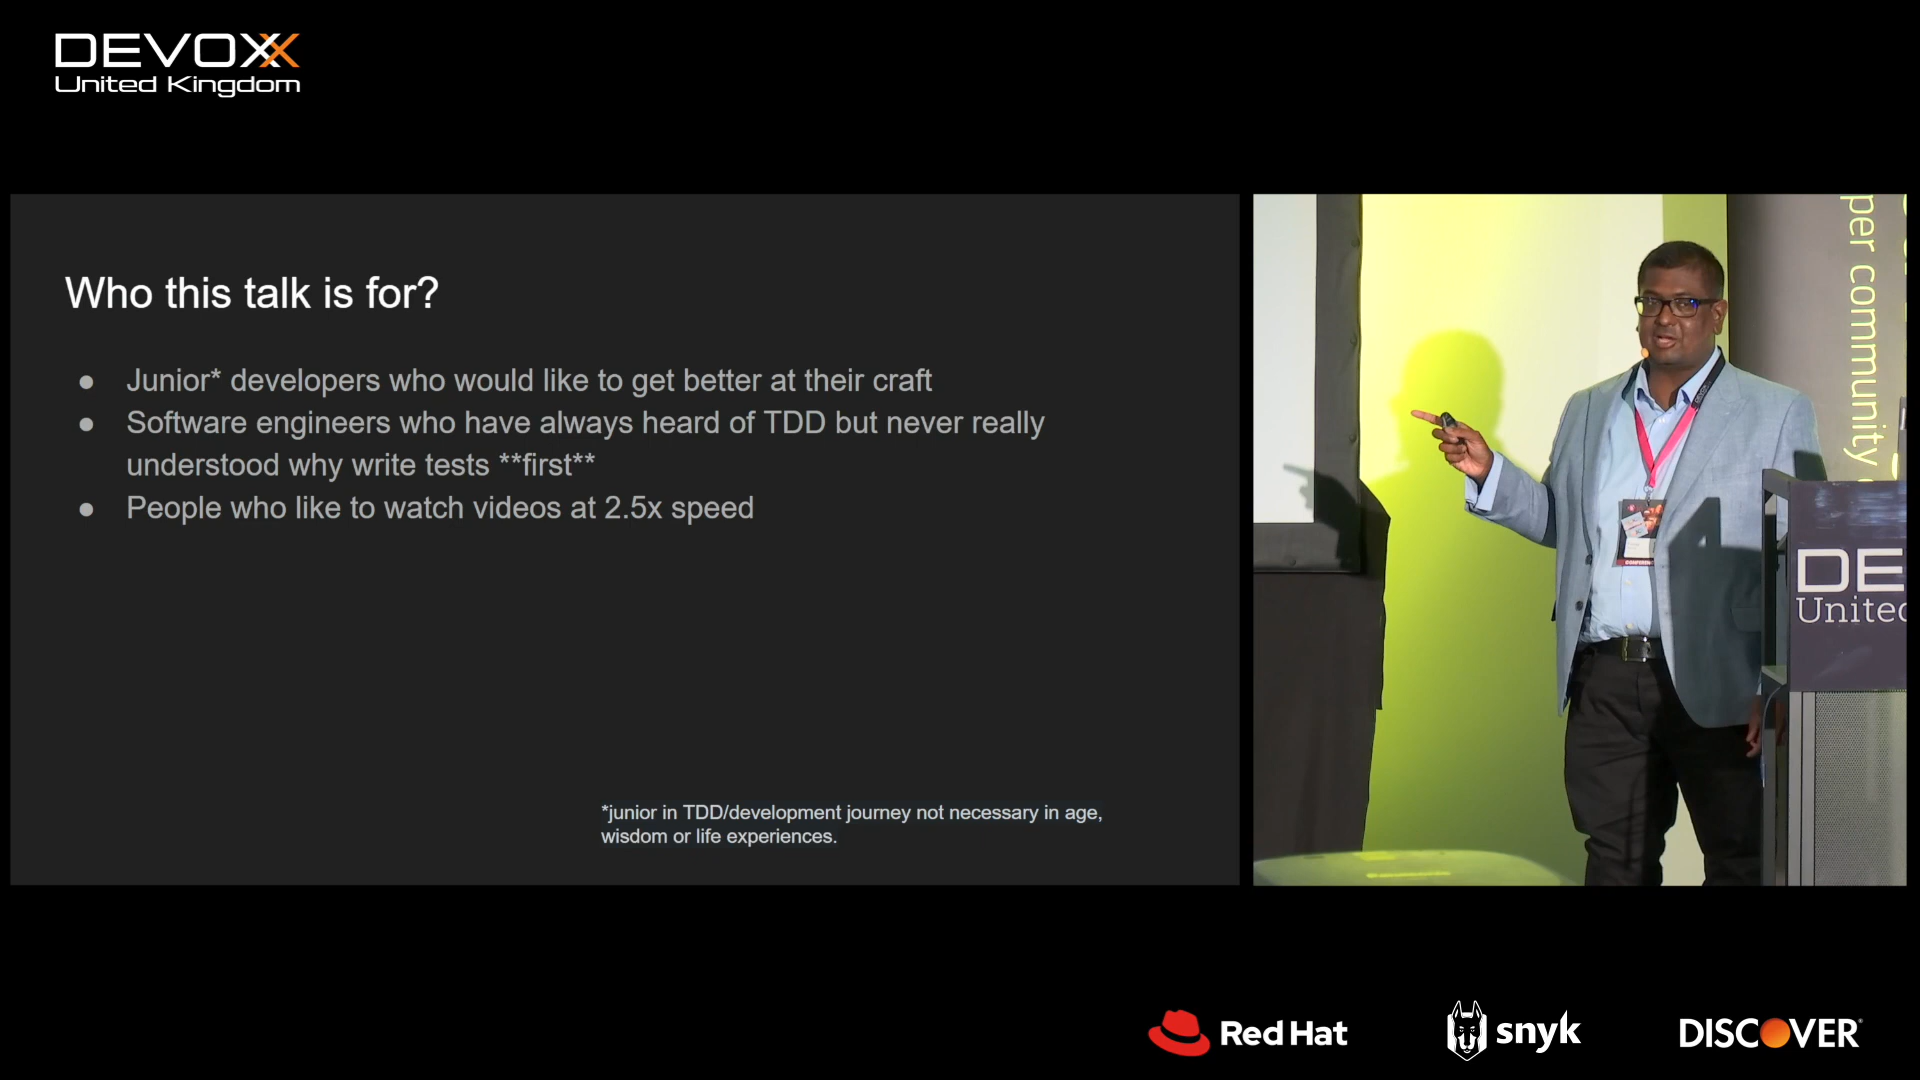 DEVOXX
United Kingdom
Who this talk is for?
● Junior* developers who would like to get better at their craft
● Software engineers who have always heard of TDD but never really
understood why write tests **first**
● People who like to watch videos at 2.5x speed
*junior in TDD/development journey not necessary in age,
wisdom or life experiences.
per community
DE
United
Red Hat
snyk
DISCOVER